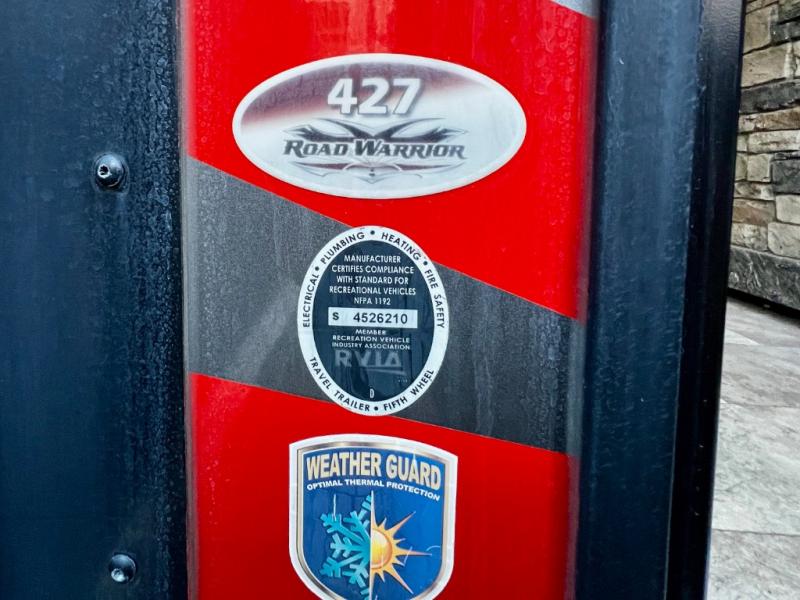 427
ROAD WARRIOR
ELECTRICAL • PLUMBING • HEATING • FIRE SAFETY
MANUFACTURER
CERTIFIES COMPLIANCE
WITH STANDARD FOR
RECREATIONAL VEHICLES
NFPA 1192
S 4526210
MEMBER
RECREATION VEHICLE
INDUSTRY ASSOCIATION
RVIA
D
TRAVEL TRAILER • FIFTH WHEEL
WEATHER GUARD
OPTIMAL THERMAL PROTECTION